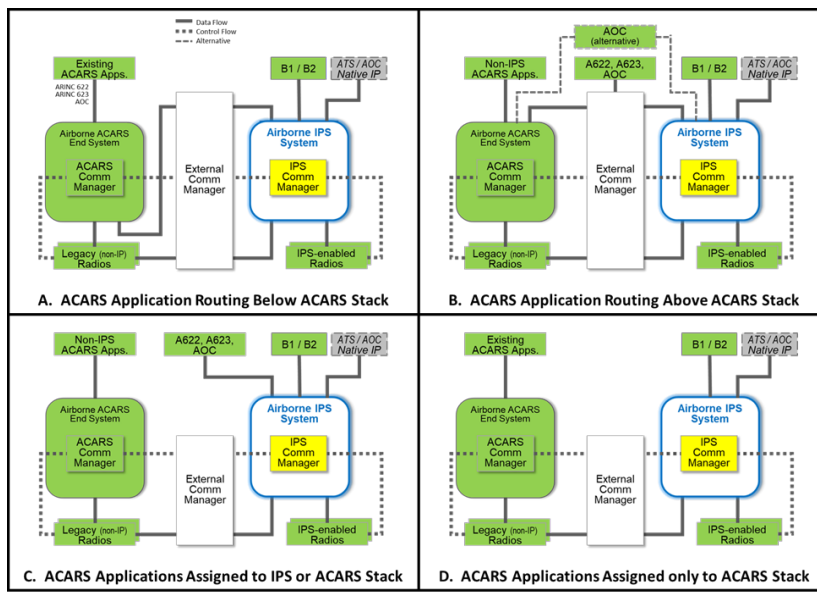 Data Flow
Control Flow
Alternative
Existing
ACARS Apps.
ARINC 622
ARINC 623
AOC
B1 / B2
ATS / AOC
Native IP
Airborne ACARS
End System
ACARS
Comm
Manager
External
Comm
Manager
Airborne IPS
System
IPS
Comm
Manager
Legacy (non-IP)
Radios
IPS-enabled
Radios
A. ACARS Application Routing Below ACARS Stack
AOC
(alternative)
Non-IPS
ACARS Apps.
A622, A623,
AOC
B1 / B2
ATS / AOC
Native IP
Airborne ACARS
End System
ACARS
Comm
Manager
External
Comm
Manager
Airborne IPS
System
IPS
Comm
Manager
Legacy (non-IP)
Radios
IPS-enabled
Radios
B. ACARS Application Routing Above ACARS Stack
Non-IPS
ACARS Apps.
A622, A623,
AOC
B1 / B2
ATS / AOC
Native IP
Airborne ACARS
End System
ACARS
Comm
Manager
External
Comm
Manager
Airborne IPS
System
IPS
Comm
Manager
Legacy (non-IP)
Radios
IPS-enabled
Radios
C. ACARS Applications Assigned to IPS or ACARS Stack
Existing
ACARS Apps.
B1 / B2
ATS / AOC
Native IP
Airborne ACARS
End System
ACARS
Comm
Manager
External
Comm
Manager
Airborne IPS
System
IPS
Comm
Manager
Legacy (non-IP)
Radios
IPS-enabled
Radios
D. ACARS Applications Assigned only to ACARS Stack